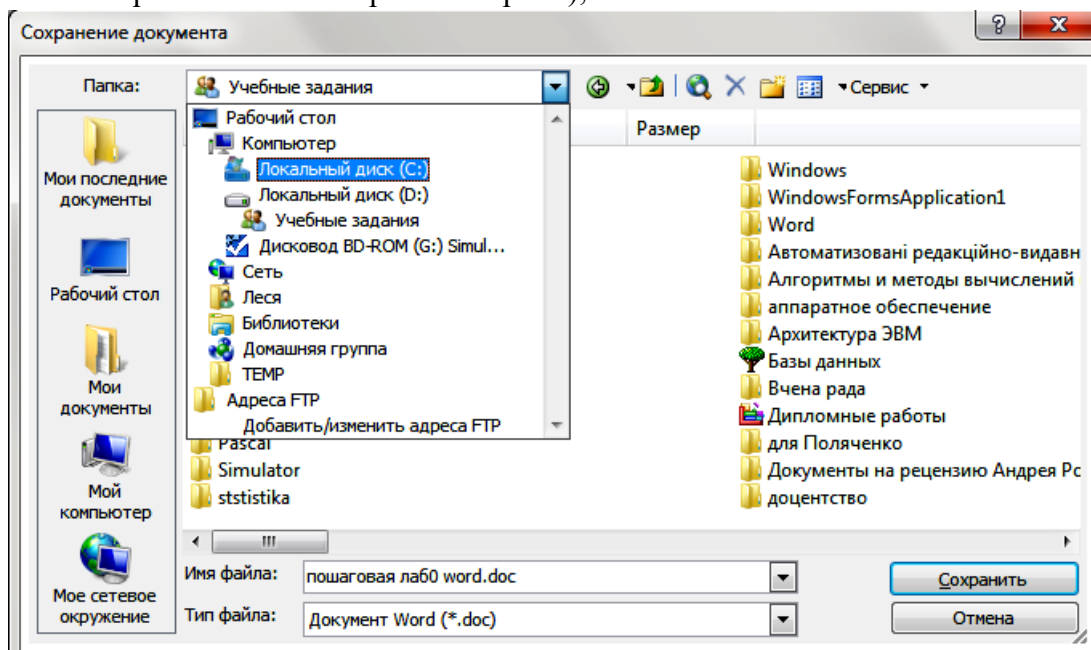 Сохранение документа
Папка:
Учебные задания
Сервис
Рабочий стол
Компьютер
Локальный диск (C:)
Локальный диск (D:)
Учебные задания
Дисковод BD-ROM (G:) Simul...
Сеть
Леся
Библиотеки
Домашняя группа
TEMP
Адреса FTP
Добавить/изменить адреса FTP
Мои последние
документы
Рабочий стол
Мои
документы
Мой
компьютер
Мое сетевое
окружение
Размер
Pascal
Simulator
ststistika
Windows
WindowsFormsApplication1
Word
Автоматизовані редакційно-видавн
Алгоритмы и методы вычислений
аппаратное обеспечение
Архитектура ЭВМ
Базы данных
Вчена рада
Дипломные работы
для Поляченко
Документы на рецензию Андрея Рс
доцентство
Имя файла:
пошаговая лаб0 word.doc
Сохранить
Тип файла:
Документ Word (*.doc)
Отмена